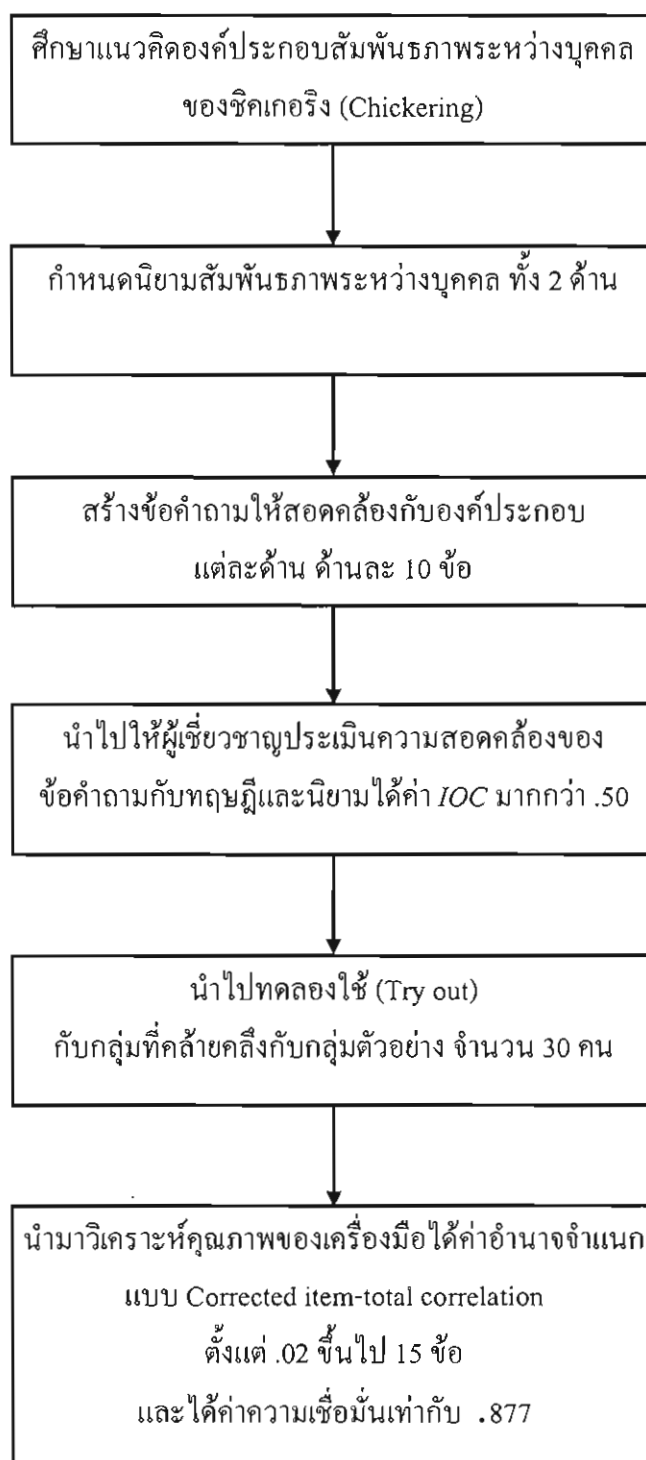 ศึกษาแนวคิดองค์ประกอบสัมพันธภาพระหว่างบุคคล
ของชิคเกอริง (Chickering)
กำหนดนิยามสัมพันธภาพระหว่างบุคคล ทั้ง 2 ด้าน
สร้างข้อคำถามให้สอดคล้องกับองค์ประกอบ
แต่ละด้าน ด้านละ 10 ข้อ
นำไปให้ผู้เชี่ยวชาญประเมินความสอดคล้องของ
ข้อคำถามกับทฤษฎีและนิยามได้ค่า IOC มากกว่า .50
นำไปทดลองใช้ (Try out)
กับกลุ่มที่คล้ายคลึงกับกลุ่มตัวอย่าง จำนวน 30 คน
นำมาวิเคราะห์คุณภาพของเครื่องมือได้ค่าอำนาจจำแนก
แบบ Corrected item-total correlation
ตั้งแต่ .02 ขึ้นไป 15 ข้อ
และได้ค่าความเชื่อมั่นเท่ากับ .877